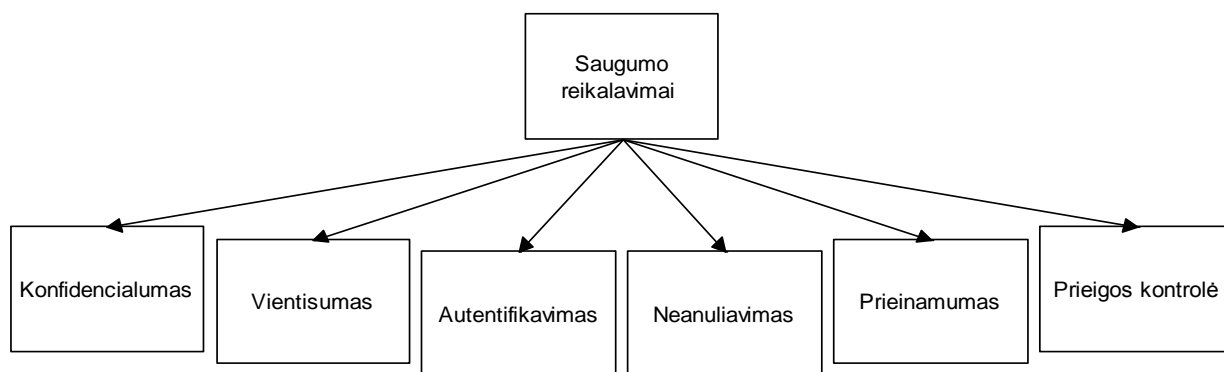 Saugumo
reikalavimai
Konfidencialumas
Vientisumas
Autentifikavimas
Neanuliavimas
Prieinamumas
Prieigos kontrolė